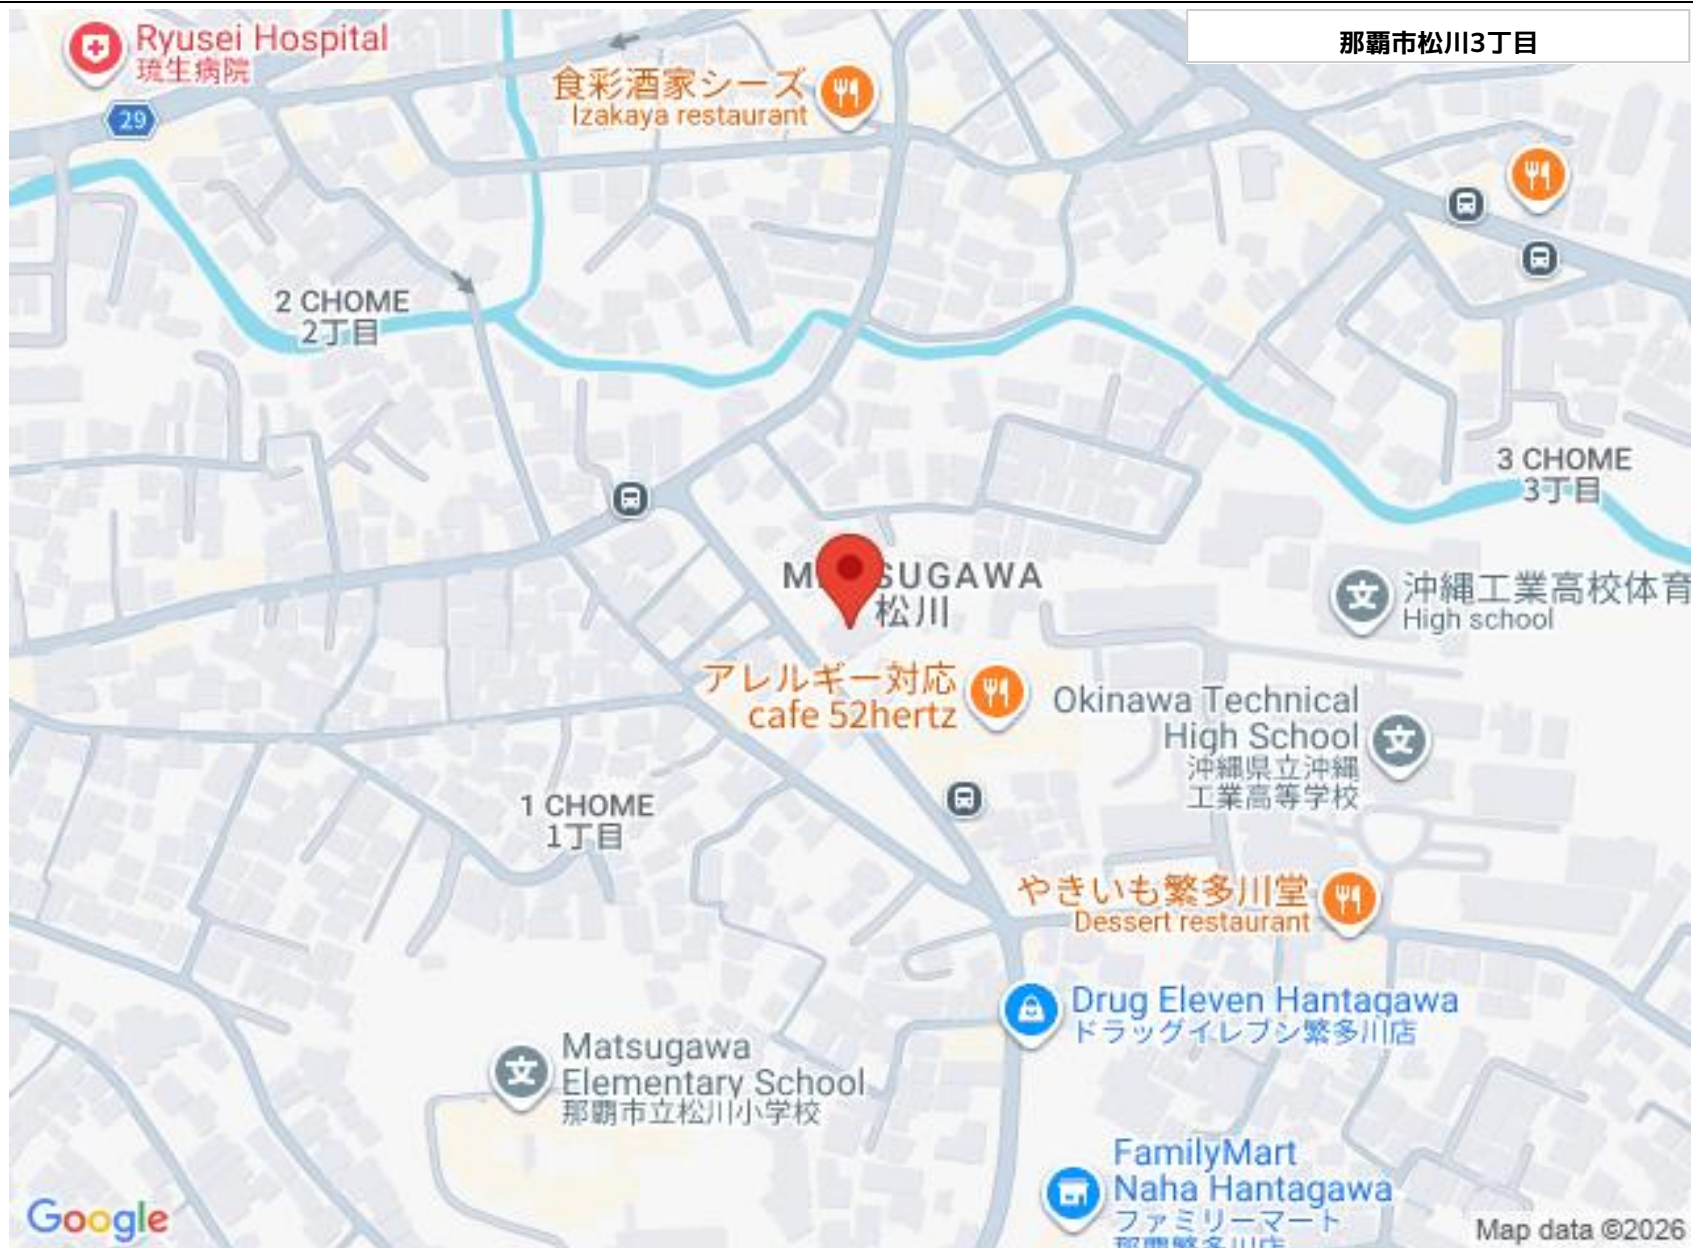 Ryusei Hospital
琉生病院
29
食彩酒家シーズ
Izakaya restaurant
那覇市松川3丁目
2 CHOME
2丁目
3 CHOME
3丁目
SUGAWA
松川
沖縄工業高校体育
High school
アレルギー対応
cafe 52hertz
Okinawa Technical
High School
沖縄県立沖縄
工業高等学校
1 CHOME
1丁目
やきいも繁多川堂
Dessert restaurant
Drug Eleven Hantagawa
ドラッグイレブン繁多川店
Matsugawa
Elementary School
那覇市立松川小学校
FamilyMart
Naha Hantagawa
ファミリーマート
那覇繁多川店
Google
Map data ©2026